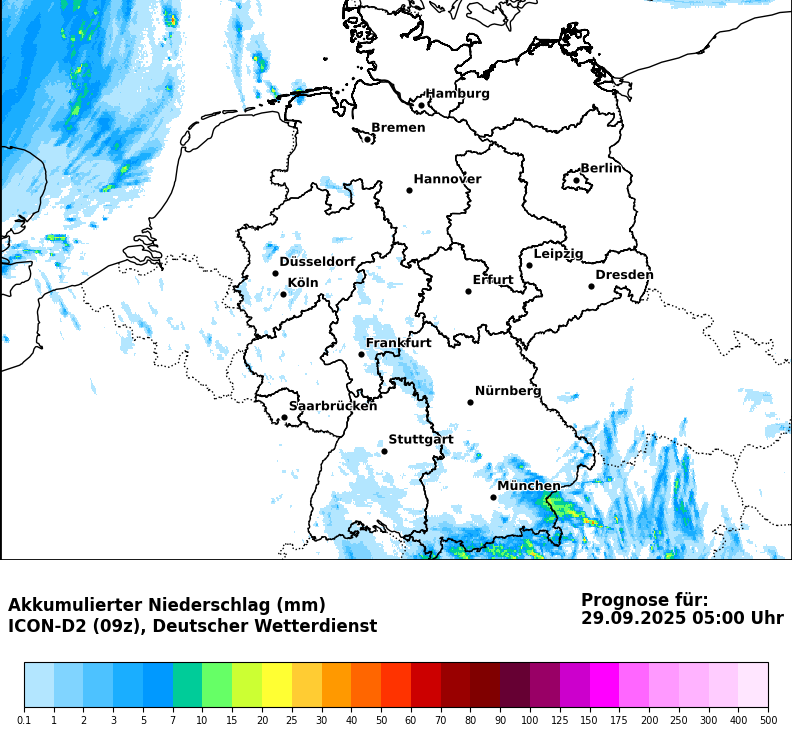 Hamburg
Bremen
Berlin
Hannover
Leipzig
Düsseldorf
Dresden
Köln
Erfurt
Frankfurt
Nürnberg
Saarbrücken
Stuttgart
München
Akkumulierter Niederschlag (mm)
ICON-D2 (09z), Deutscher Wetterdienst
Prognose für:
29.09.2025 05:00 Uhr
0.1 1 2 3 5 7 10 15 20 25 30 40 50 60 70 80 90 100 125 150 175 200 250 300 400 500